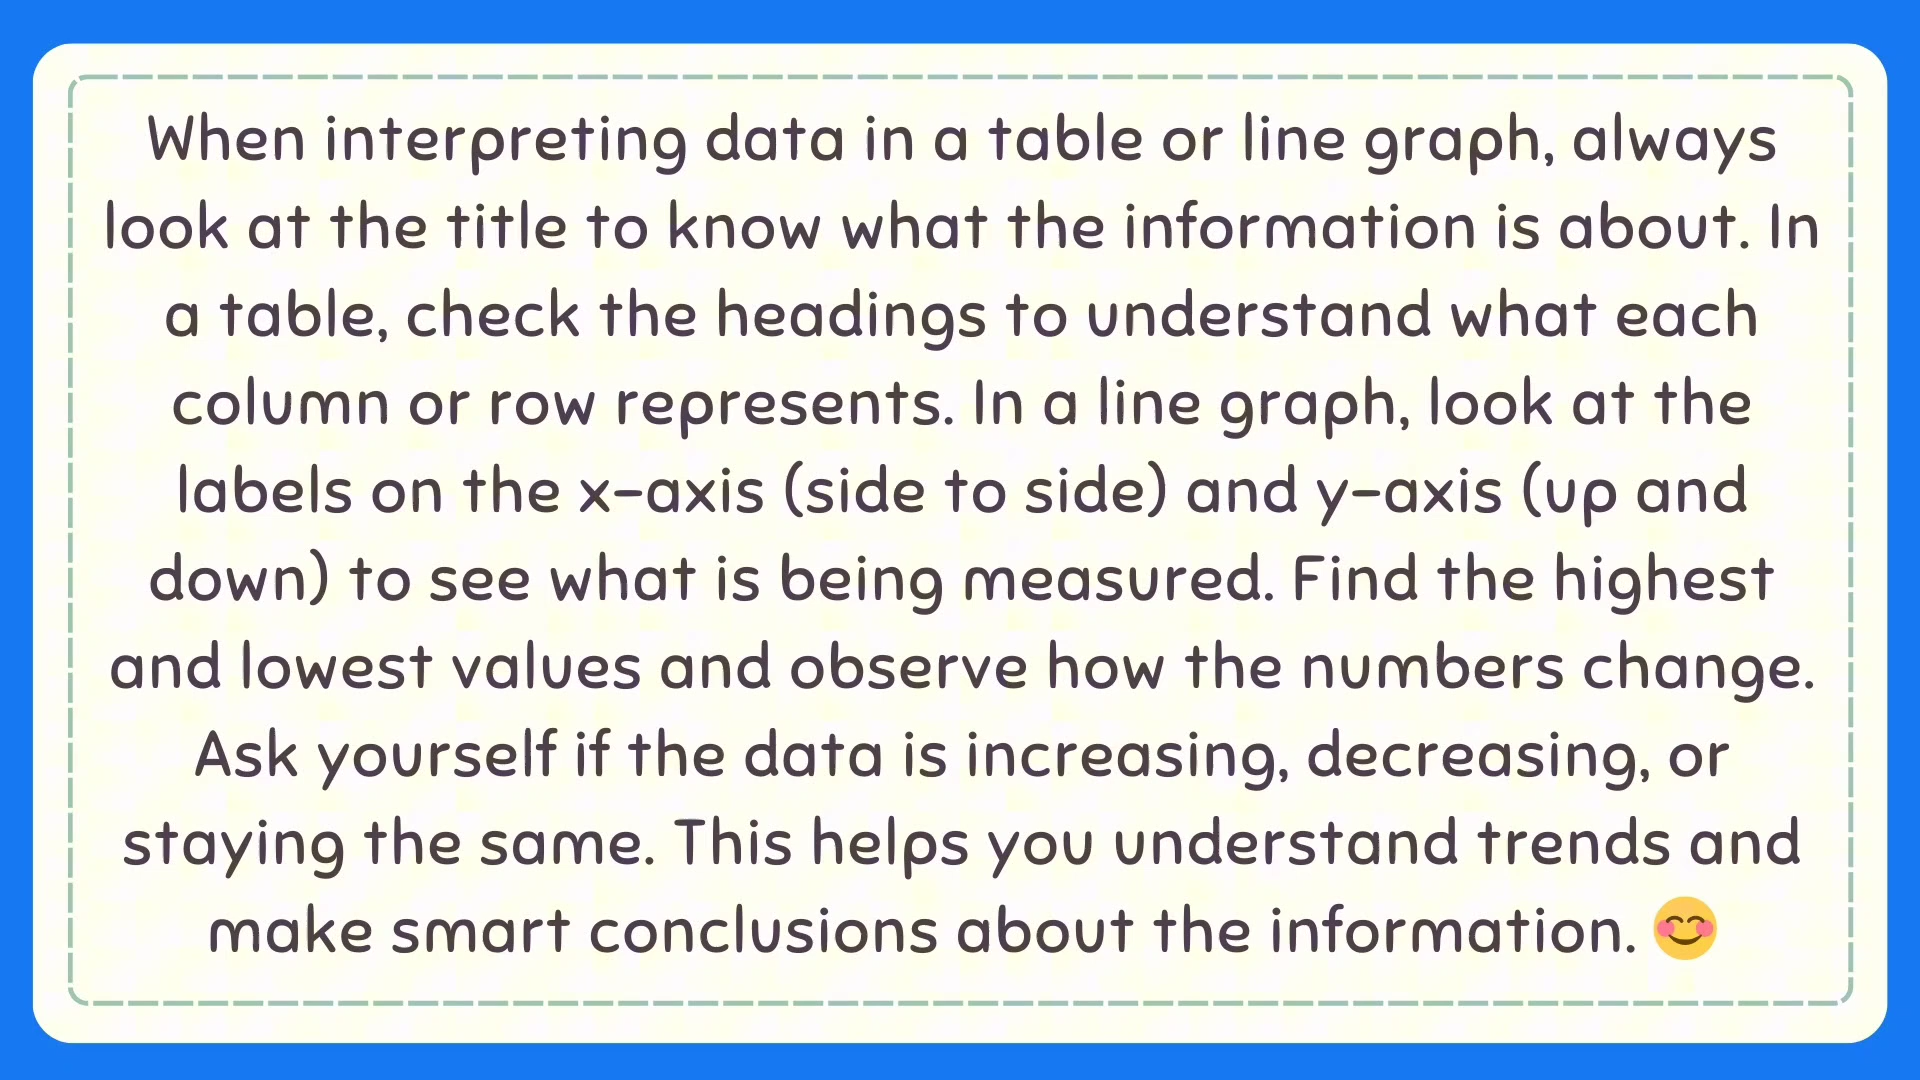 When interpreting data in a table or line graph, always
look at the title to know what the information is about. In
a table, check the headings to understand what each
column or row represents. In a line graph, look at the
labels on the x-axis (side to side) and y-axis (up and
down) to see what is being measured. Find the highest
and lowest values and observe how the numbers change.
Ask yourself if the data is increasing, decreasing, or
staying the same. This helps you understand trends and
make smart conclusions about the information. 😊